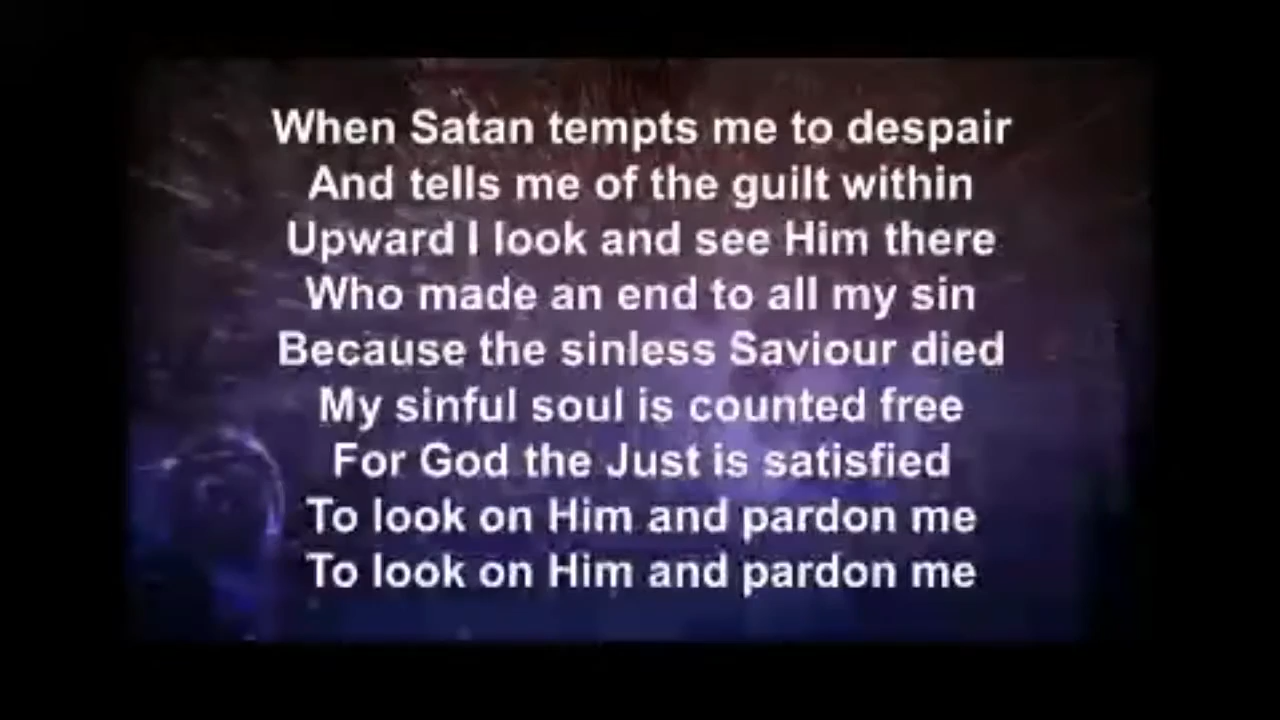 When Satan tempts me to despair
And tells me of the guilt within
Upward I look and see Him there
Who made an end to all my sin
Because the sinless Saviour died
My sinful soul is counted free
For God the Just is satisfied
To look on Him and pardon me
To look on Him and pardon me